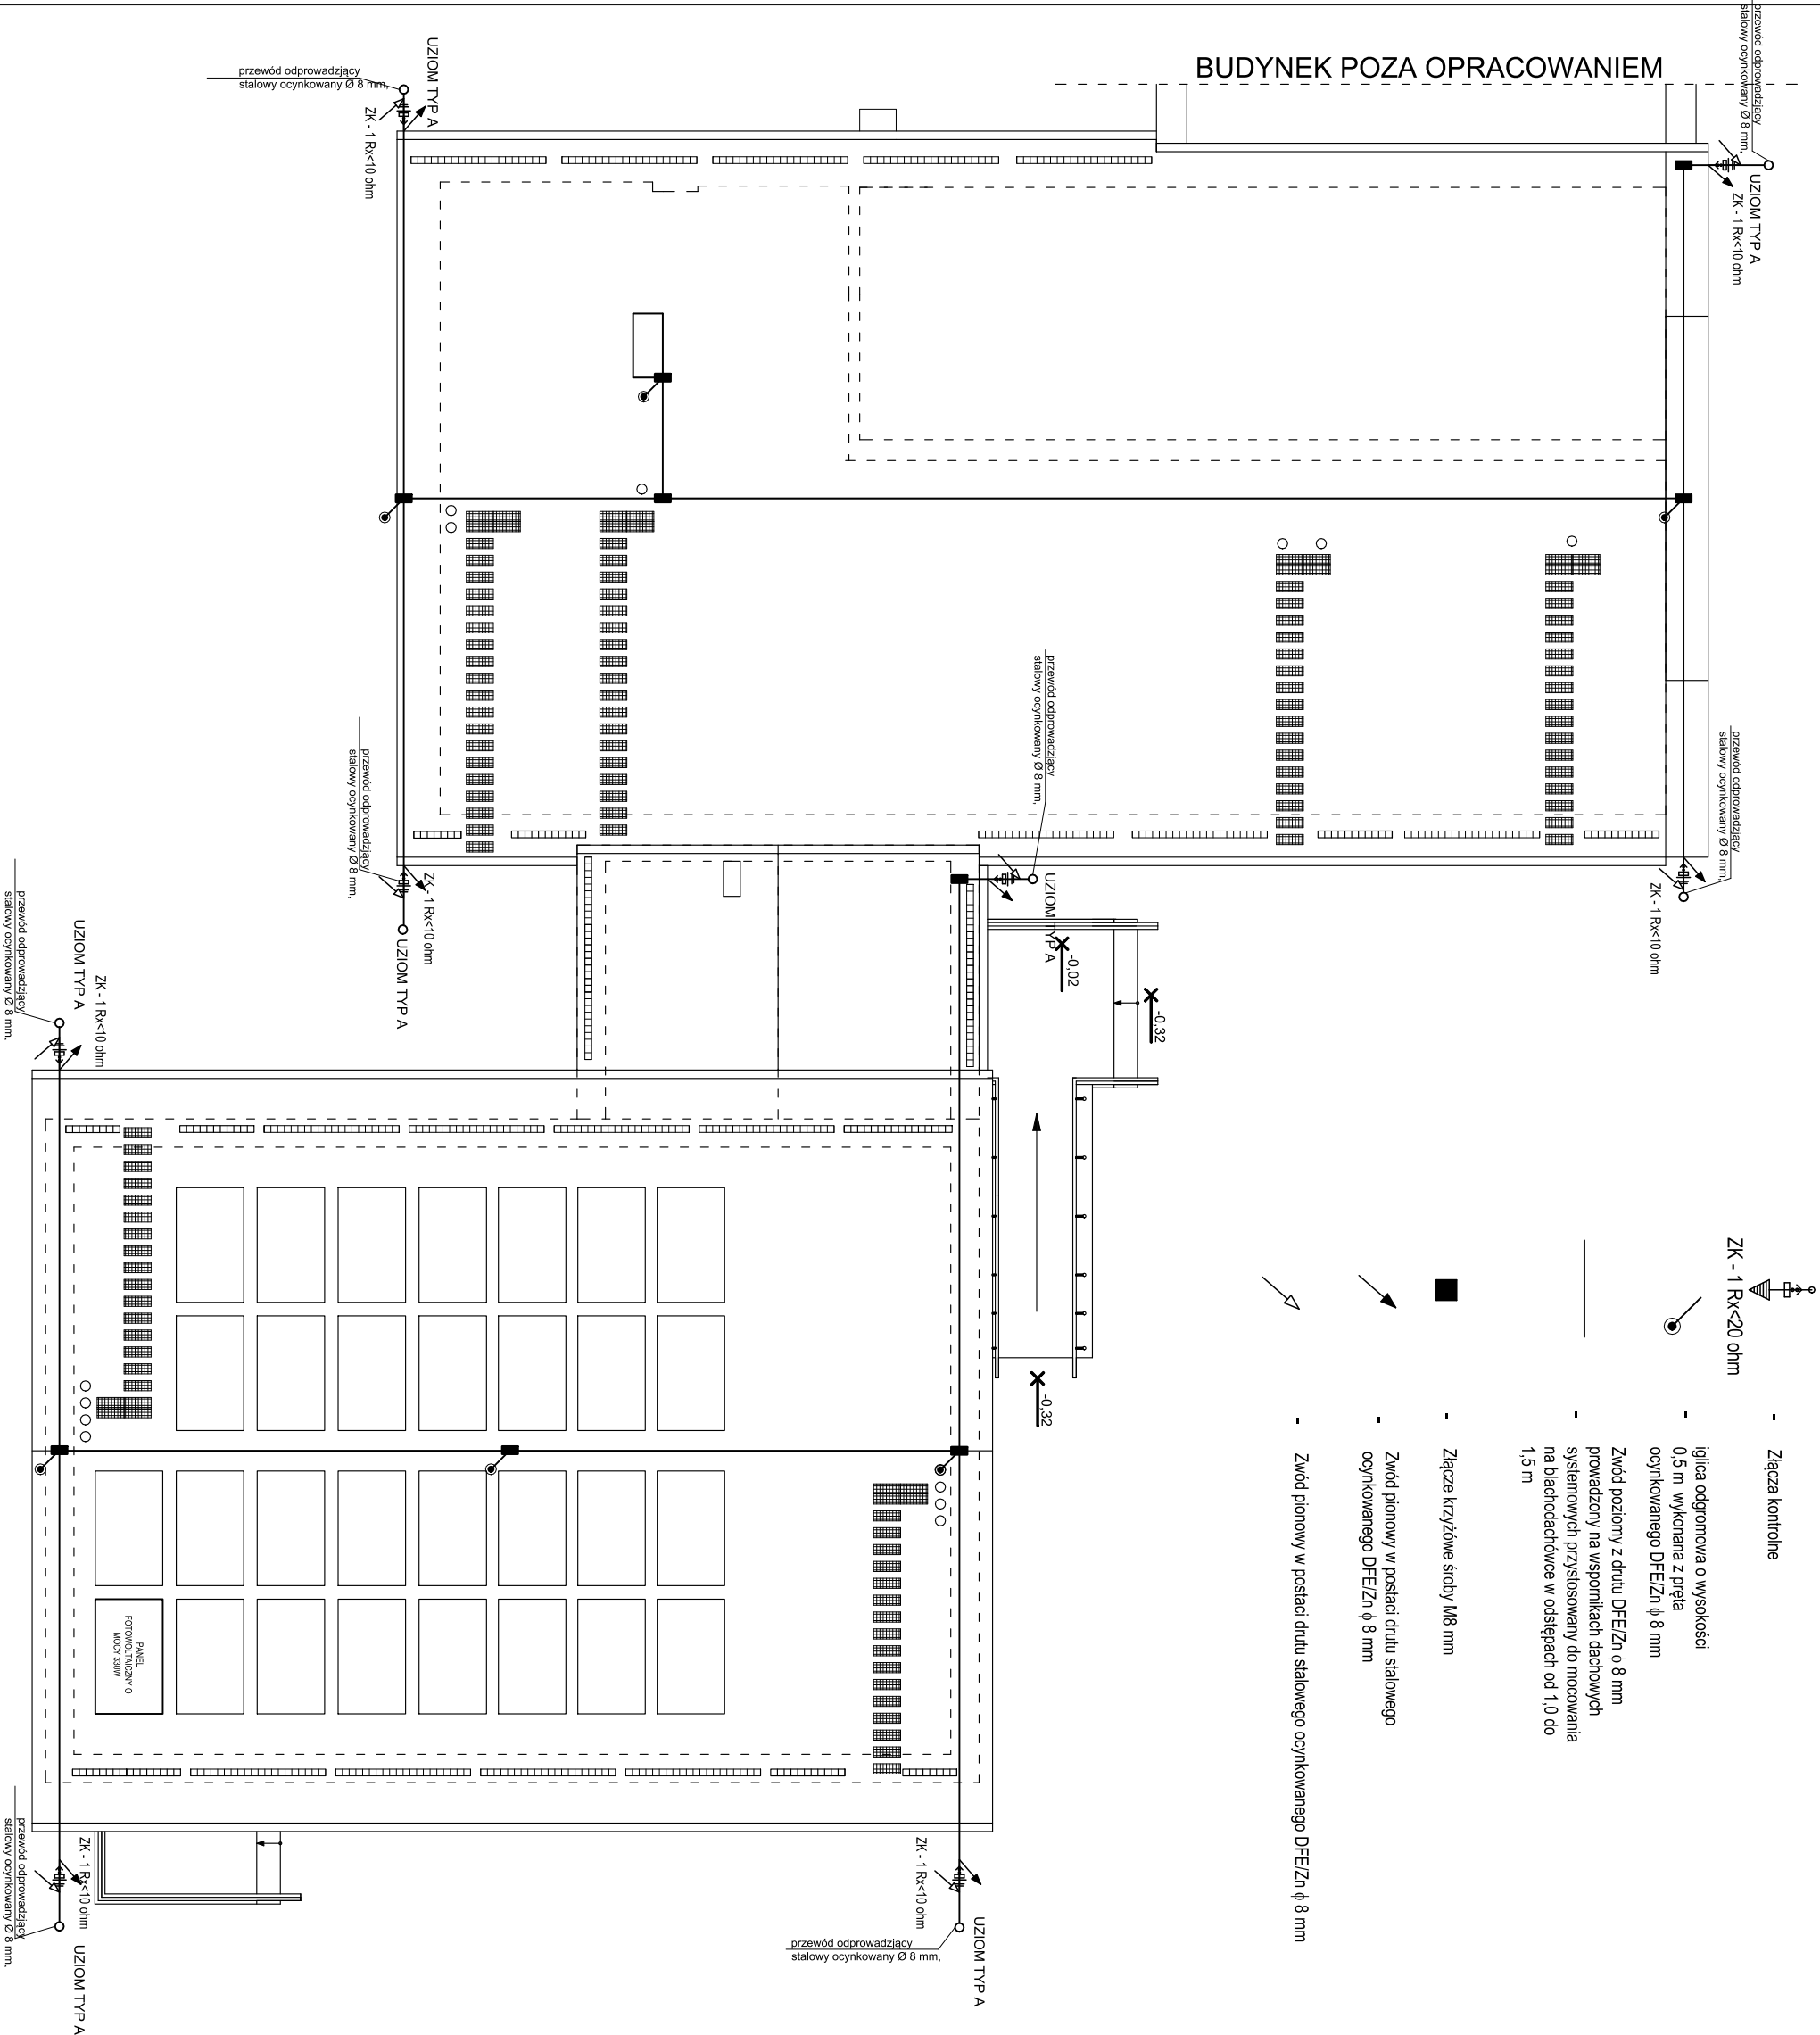 BUDYNEK POZA OPRACOWANIEM
przewód odprowadzjący
stalowy ocynkowany Ø 8 mm,
UZIOM TYP A
ZK - 1 Rx<10 ohm
przewód odprowadzjący
stalowy ocynkowany Ø 8 mm,
UZIOM TYP A
ZK - 1 Rx<10 ohm
przewód odprowadzjący
stalowy ocynkowany Ø 8 mm,
UZIOM TYP A
przewód odprowadzjący
stalowy ocynkowany Ø 8 mm,
ZK - 1 Rx<10 ohm
przewód odprowadzjący
stalowy ocynkowany Ø 8 mm,
ZK - 1 Rx<10 ohm
UZIOM TYP A
-0,02
-0,32
-0,32
przewód odprowadzjący
stalowy ocynkowany Ø 8 mm,
UZIOM TYP A
ZK - 1 Rx<10 ohm
PANEL
FOTOWOLTAICZNY O
MOCY 330W
przewód odprowadzjący
stalowy ocynkowany Ø 8 mm,
ZK - 1 Rx<10 ohm
UZIOM TYP A
ZK - 1 Rx<10 ohm
UZIOM TYP A
przewód odprowadzjący
stalowy ocynkowany Ø 8 mm,
ZK - 1 Rx<20 ohm
- Złącza kontrolne
- iglica odgromowa o wysokości
0,5 m wykonana z pręta
ocynkowanego DFE/Zn ϕ 8 mm
- Zwód poziomy z drutu DFE/Zn ϕ 8 mm
prowadzony na wspornikach dachowych
systemowych przystosowany do mocowania
na blachodachówce w odstępach od 1,0 do
1,5 m
- Złącze krzyżowe śroby M8 mm
- Zwód pionowy w postaci drutu stalowego
ocynkowanego DFE/Zn ϕ 8 mm
- Zwód pionowy w postaci drutu stalowego ocynkowanego DFE/Zn ϕ 8 mm